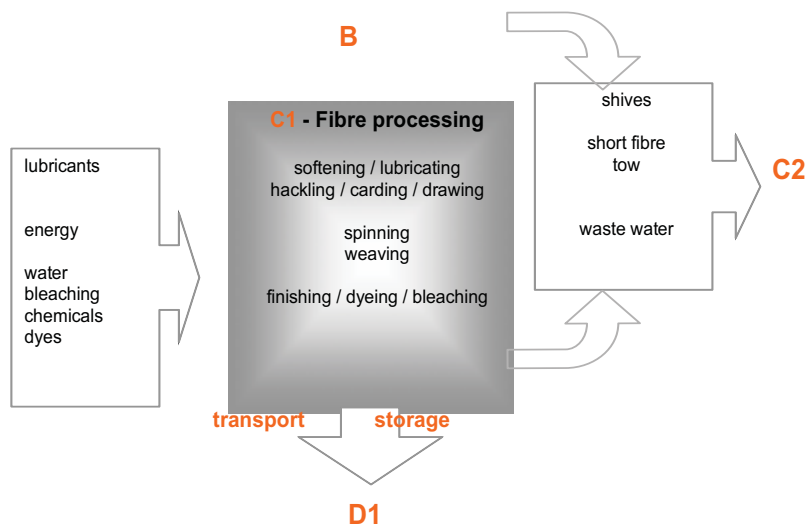 B
C1 - Fibre processing
softening / lubricating
hackling / carding / drawing
spinning
weaving
finishing / dyeing / bleaching
lubricants
energy
water
bleaching
chemicals
dyes
shives
short fibre
tow
waste water
C2
transport storage
D1